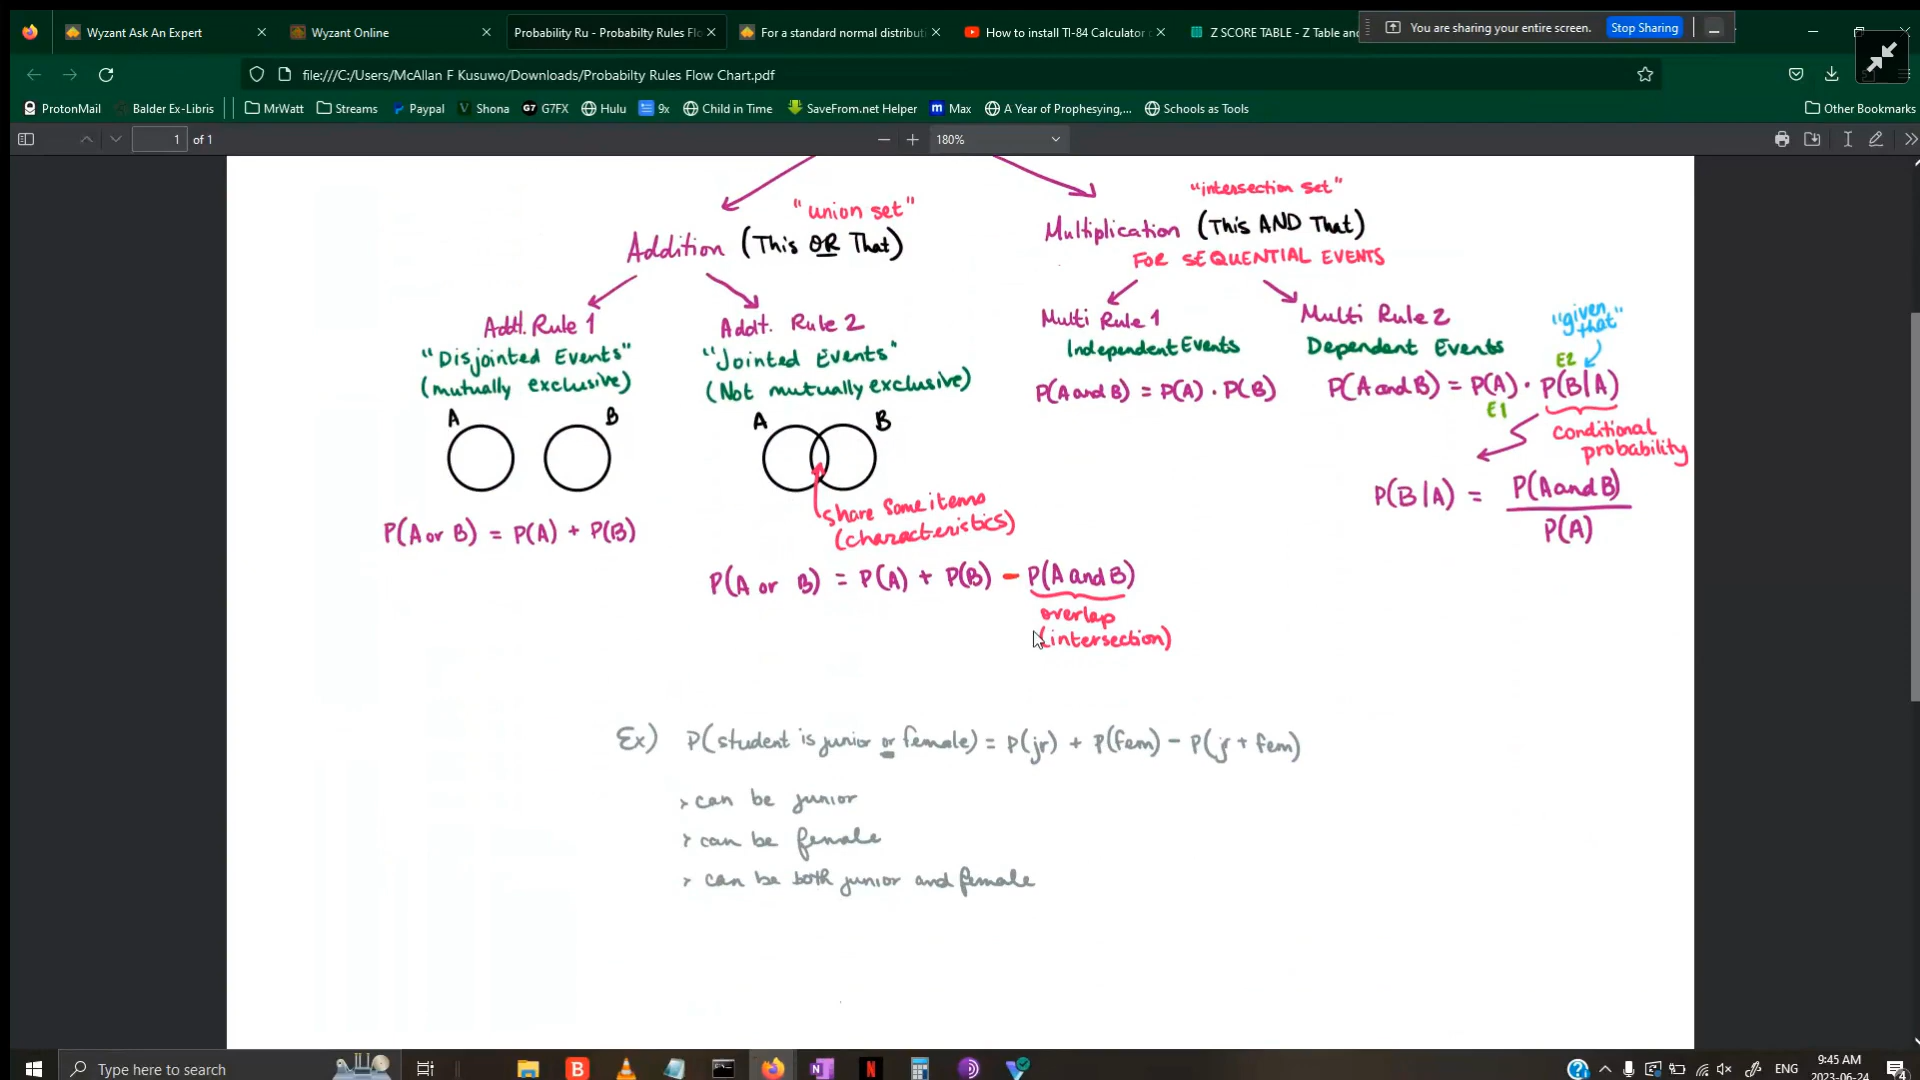 Wyzant Ask An Expert
Wyzant Online
Probability Ru - Probabilty Rules Flo
For a standard normal distributi
How to install TI-84 Calculator
Z SCORE TABLE - Z Table and
You are sharing your entire screen.
Stop Sharing
file:///C:/Users/McAllan F Kusuwo/Downloads/Probabilty Rules Flow Chart.pdf
ProtonMail
Balder Ex-Libris
MrWatt
Streams
Paypal
Shona
G7FX
Hulu
9x
Child in Time
SaveFrom.net Helper
Max
A Year of Prophesying,...
Schools as Tools
Other Bookmarks
1 of 1
180%
"union set"
Addition (This OR That)
"intersection set"
Multiplication (This AND That)
FOR SEQUENTIAL EVENTS
Addt. Rule 1
"Disjointed Events"
(mutually exclusive)
A B
P(A or B) = P(A) + P(B)
Addt. Rule 2
"Jointed Events"
(Not mutually exclusive)
A B
share some items
(characteristics)
P(A or B) = P(A) + P(B) - P(A and B)
overlap
(intersection)
Multi Rule 1
Independent Events
P(A and B) = P(A) · P(B)
Multi Rule 2
Dependent Events
"given that"
E2
P(A and B) = P(A) · P(B|A)
E1
conditional
probability
P(B|A) = P(A and B)
P(A)
Ex) P(student is junior or female) = P(jr) + P(fem) - P(jr + fem)
> can be junior
> can be female
> can be both junior and female
Type here to search
ENG
9:45 AM
2023-06-24
4